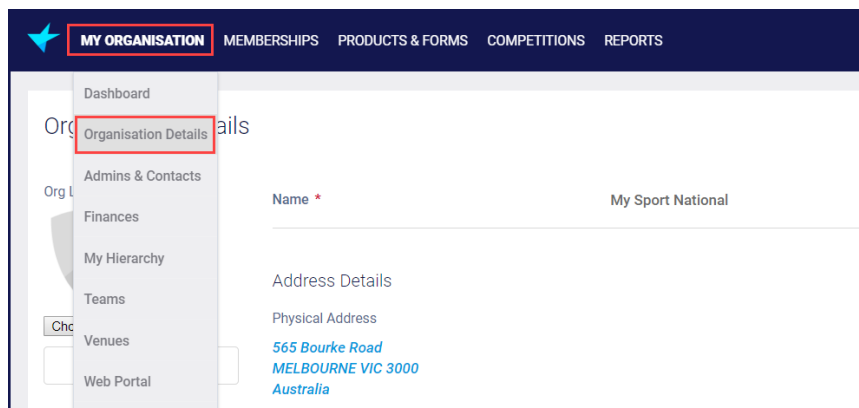 MY ORGANISATION MEMBERSHIPS PRODUCTS & FORMS COMPETITIONS REPORTS
Dashboard
Organisation Details
Admins & Contacts
Finances
My Hierarchy
Teams
Venues
Web Portal
Org ails
Org L
Name * My Sport National
Address Details
Physical Address
565 Bourke Road
MELBOURNE VIC 3000
Australia